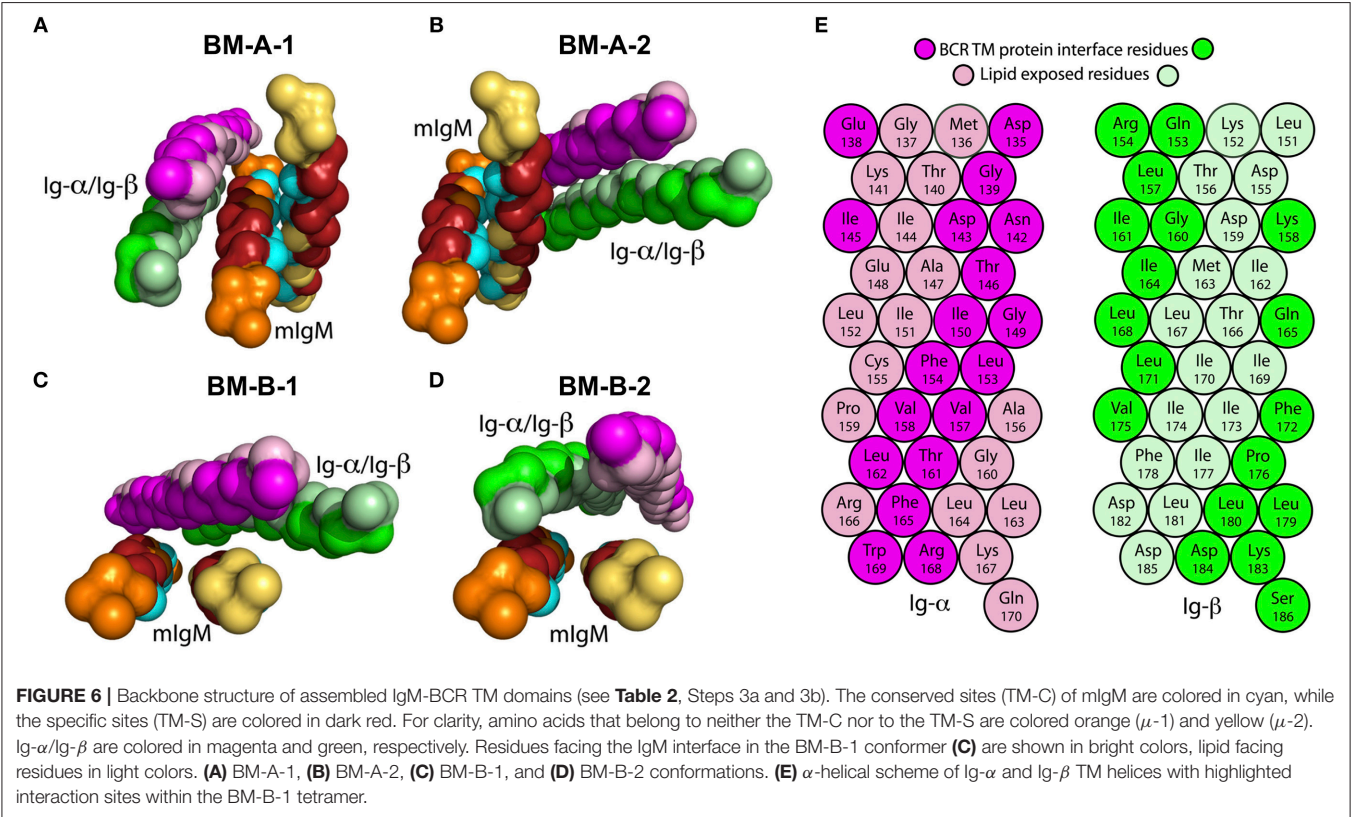 A
BM-A-1
Ig-α/Ig-β
mIgM
B
BM-A-2
mIgM
Ig-α/Ig-β
C
BM-B-1
Ig-α/Ig-β
mIgM
D
BM-B-2
Ig-α/Ig-β
mIgM
E
BCR TM protein interface residues
Lipid exposed residues
Glu 138 Gly 137 Met 136 Asp 135
Lys 141 Thr 140 Gly 139
Ile 145 Ile 144 Asp 143 Asn 142
Glu 148 Ala 147 Thr 146
Leu 152 Ile 151 Ile 150 Gly 149
Cys 155 Phe 154 Leu 153
Pro 159 Val 158 Val 157 Ala 156
Leu 162 Thr 161 Gly 160
Arg 166 Phe 165 Leu 164 Leu 163
Trp 169 Arg 168 Lys 167
Gln 170
Ig-α
Arg 154 Gln 153 Lys 152 Leu 151
Leu 157 Thr 156 Asp 155
Ile 161 Gly 160 Asp 159 Lys 158
Ile 164 Met 163 Ile 162
Leu 168 Leu 167 Thr 166 Gln 165
Leu 171 Ile 170 Ile 169
Val 175 Ile 174 Ile 173 Phe 172
Phe 178 Ile 177 Pro 176
Asp 182 Leu 181 Leu 180 Leu 179
Asp 185 Asp 184 Lys 183
Ser 186
Ig-β
FIGURE 6 | Backbone structure of assembled IgM-BCR TM domains (see Table 2, Steps 3a and 3b). The conserved sites (TM-C) of mIgM are colored in cyan, while
the specific sites (TM-S) are colored in dark red. For clarity, amino acids that belong to neither the TM-C nor to the TM-S are colored orange (μ-1) and yellow (μ-2).
Ig-α/Ig-β are colored in magenta and green, respectively. Residues facing the IgM interface in the BM-B-1 conformer (C) are shown in bright colors, lipid facing
residues in light colors. (A) BM-A-1, (B) BM-A-2, (C) BM-B-1, and (D) BM-B-2 conformations. (E) α-helical scheme of Ig-α and Ig-β TM helices with highlighted
interaction sites within the BM-B-1 tetramer.